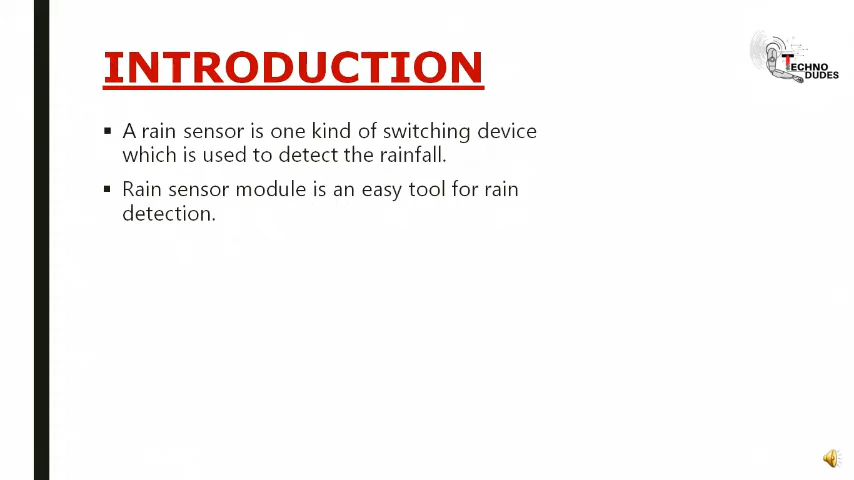 INTRODUCTION
TECHNO
DUDES
▪ A rain sensor is one kind of switching device
which is used to detect the rainfall.
▪ Rain sensor module is an easy tool for rain
detection.